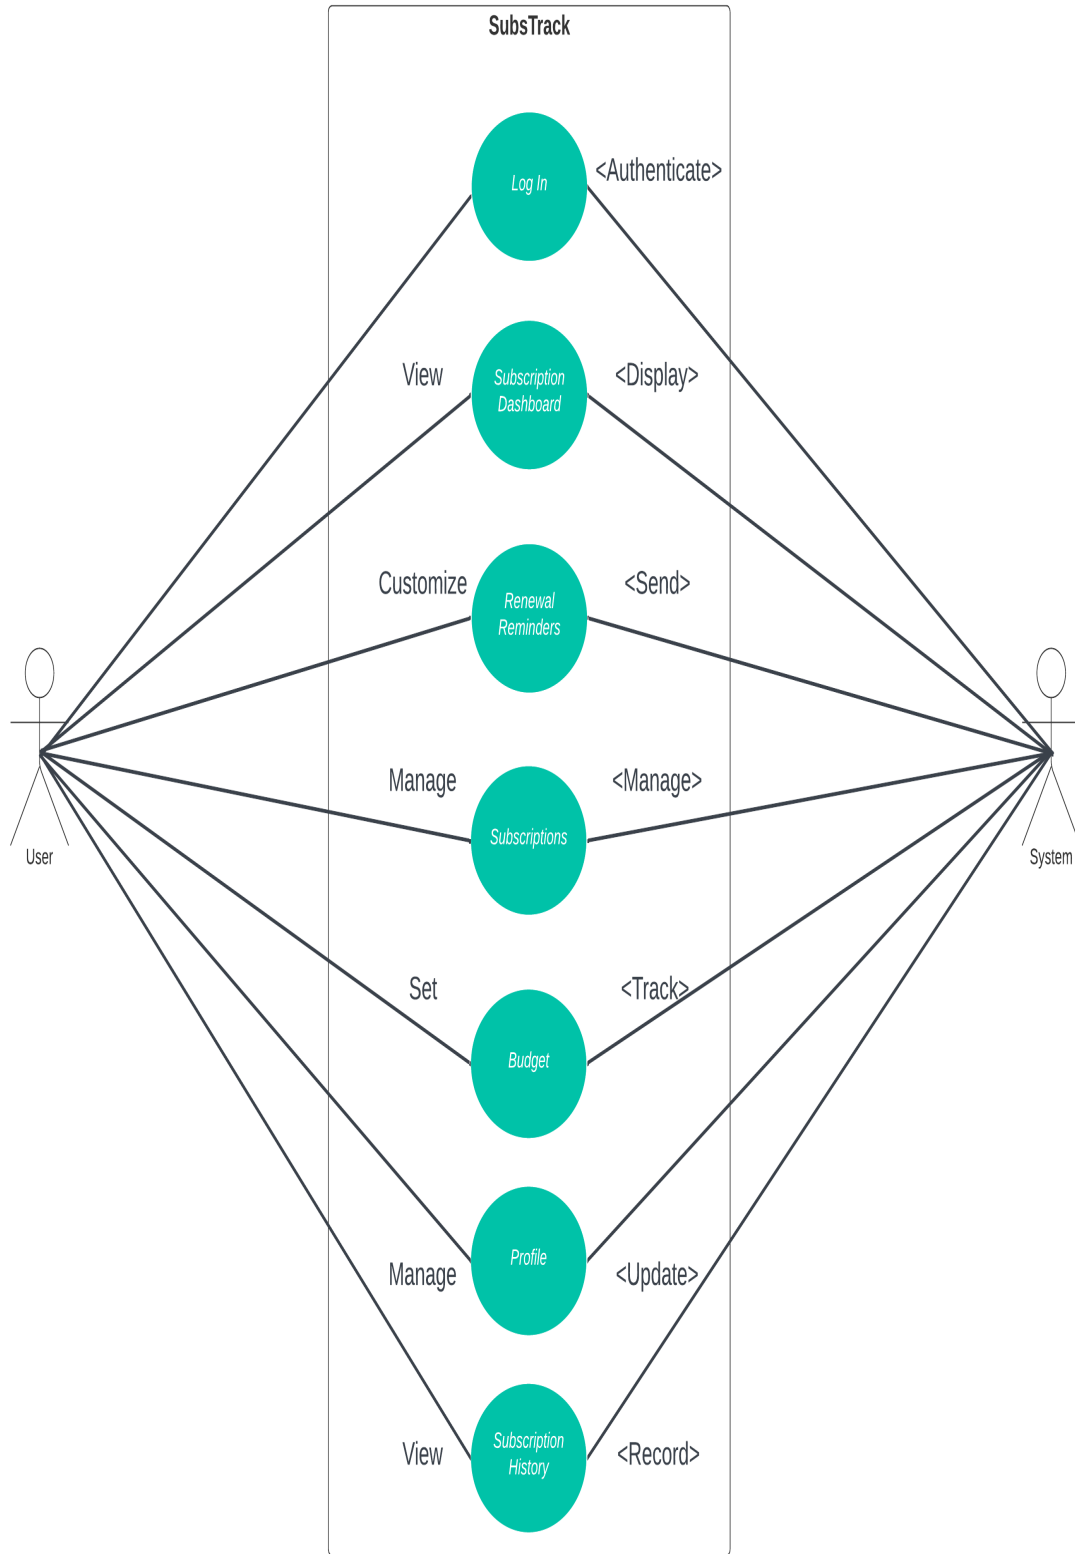 SubsTrack
Log In
<Authenticate>
View
Subscription
Dashboard
<Display>
Customize
Renewal
Reminders
<Send>
Manage
Subscriptions
<Manage>
User
System
Set
Budget
<Track>
Profile
Manage
<Update>
View
Subscription
History
<Record>